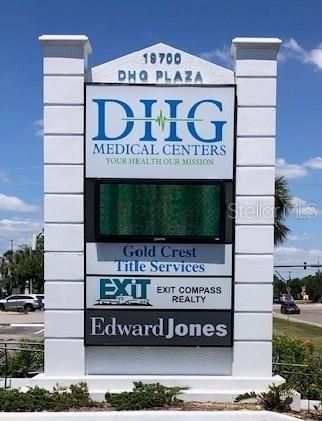 19700
DHG PLAZA
DHG
MEDICAL CENTERS
YOUR HEALTH OUR MISSION
Gold Crest
Title Services
EXIT EXIT COMPASS
REALTY
Edward Jones
Stellar